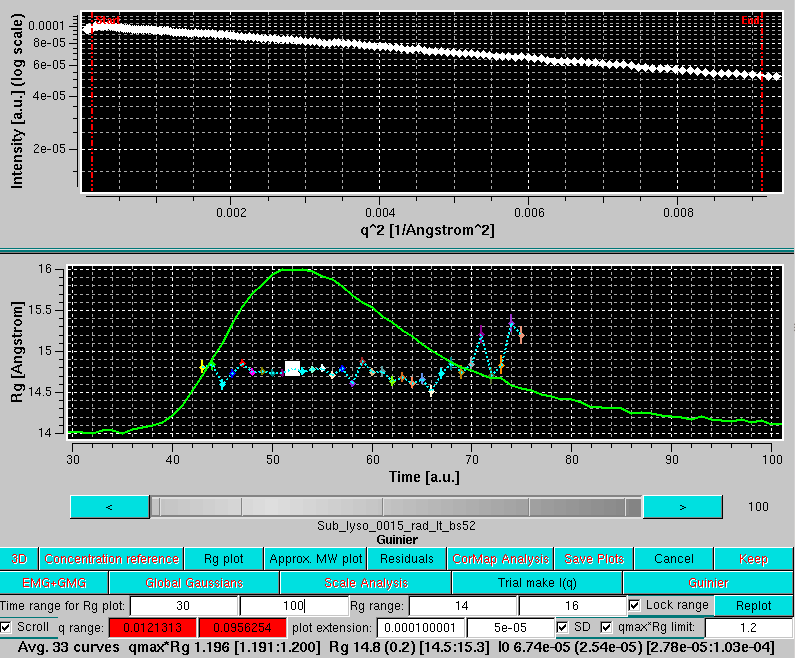 Start End
0.0001
8e-05
6e-05
4e-05
2e-05
Intensity [a.u.] (log scale)
0.002 0.004 0.006 0.008
q^2 [1/Angstrom^2]
16
15.5
15
14.5
14
Rg [Angstrom]
30 40 50 60 70 80 90 100
Time [a.u.]
< > 100
Sub_lyso_0015_rad_lt_bs52
Guinier
3D Concentration reference Rg plot Approx. MW plot Residuals CorMap Analysis Save Plots Cancel Keep
EMG+GMG Global Gaussians Scale Analysis Trial make I(q) Guinier
Time range for Rg plot: 30 100 Rg range: 14 16 Lock range Replot
Scroll q range: 0.0121313 0.0956254 plot extension: 0.000100001 5e-05 SD qmax*Rg limit: 1.2
Avg. 33 curves qmax*Rg 1.196 [1.191:1.200] Rg 14.8 (0.2) [14.5:15.3] I0 6.74e-05 (2.54e-05) [2.78e-05:1.03e-04]